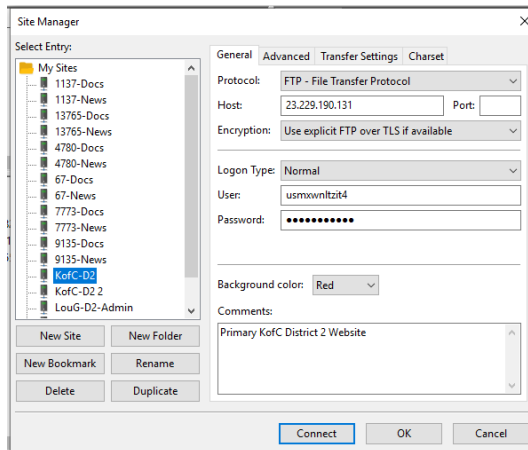 Site Manager
Select Entry:
My Sites
1137-Docs
1137-News
13765-Docs
13765-News
4780-Docs
4780-News
67-Docs
67-News
7773-Docs
7773-News
9135-Docs
9135-News
KofC-D2
KofC-D2 2
LouG-D2-Admin
New Site New Folder
New Bookmark Rename
Delete Duplicate
General Advanced Transfer Settings Charset
Protocol: FTP - File Transfer Protocol
Host: 23.229.190.131 Port:
Encryption: Use explicit FTP over TLS if available
Logon Type: Normal
User: usmxwnltzit4
Password: ●●●●●●●●●●●
Background color: Red
Comments:
Primary KofC District 2 Website
Connect OK Cancel